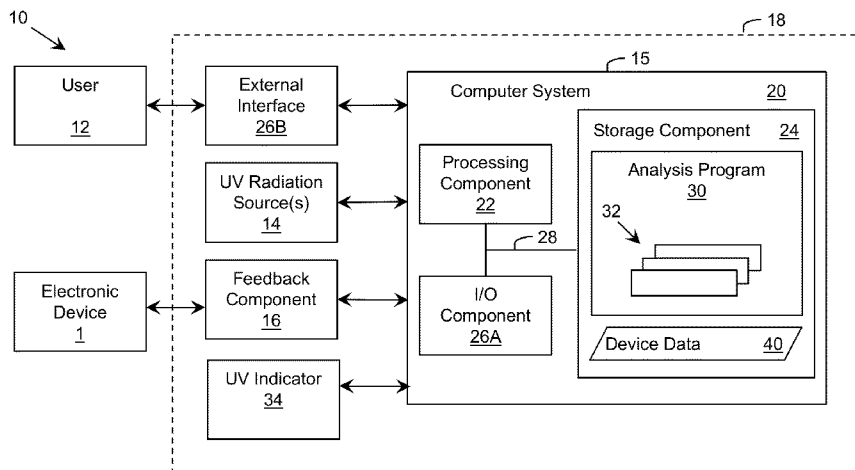 10
18
User
12
External
Interface
26B
15
Computer System
20
Storage Component
24
Analysis Program
30
32
Processing
Component
22
28
UV Radiation
Source(s)
14
Electronic
Device
1
Feedback
Component
16
I/O
Component
26A
Device Data
40
UV Indicator
34